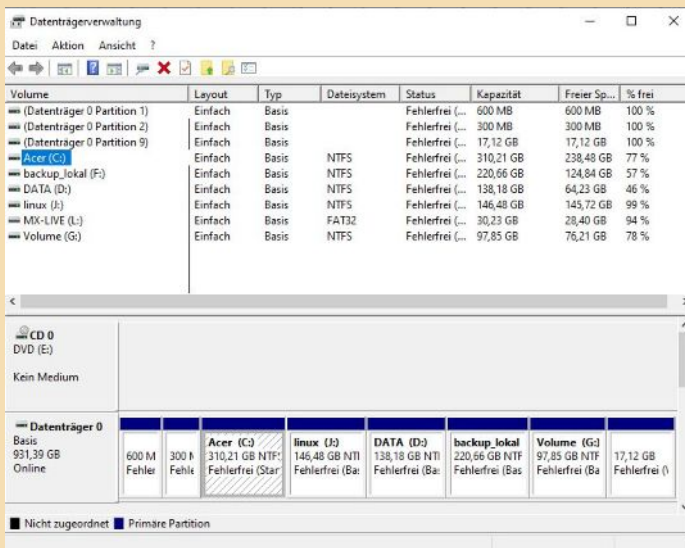 Datenträgerverwaltung
Datei Aktion Ansicht ?
Volume Layout Typ Dateisystem Status Kapazität Freier Sp... % frei
(Datenträger 0 Partition 1) Einfach Basis Fehlerfrei (... 600 MB 600 MB 100 %
(Datenträger 0 Partition 2) Einfach Basis Fehlerfrei (... 300 MB 300 MB 100 %
(Datenträger 0 Partition 9) Einfach Basis Fehlerfrei (... 17,12 GB 17,12 GB 100 %
Acer (C:) Einfach Basis NTFS Fehlerfrei (... 310,21 GB 238,48 GB 77 %
backup_lokal (F:) Einfach Basis NTFS Fehlerfrei (... 220,66 GB 124,84 GB 57 %
DATA (D:) Einfach Basis NTFS Fehlerfrei (... 138,18 GB 64,23 GB 46 %
linux (J:) Einfach Basis NTFS Fehlerfrei (... 146,48 GB 145,72 GB 99 %
MX-LIVE (L:) Einfach Basis FAT32 Fehlerfrei (... 30,23 GB 28,40 GB 94 %
Volume (G:) Einfach Basis NTFS Fehlerfrei (... 97,85 GB 76,21 GB 78 %
CD 0
DVD (E:)
Kein Medium
Datenträger 0
Basis
931,39 GB
Online
600 M
Fehler
300 M
Fehle
Acer (C:)
310,21 GB NTF
Fehlerfrei (Star
linux (J:)
146,48 GB NTI
Fehlerfrei (Ba
DATA (D:)
138,18 GB NTI
Fehlerfrei (Ba
backup_lokal
220,66 GB NTF
Fehlerfrei (Bas
Volume (G:)
97,85 GB NTF
Fehlerfrei (Ba
17,12 GB
Fehlerfrei (
Nicht zugeordnet Primäre Partition